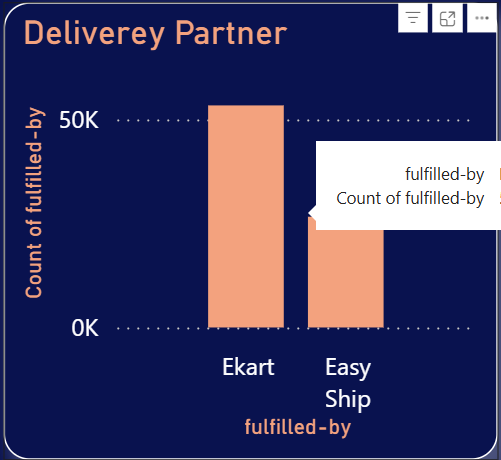 Deliverey Partner
Count of fulfilled-by
50K
fulfilled-by
Count of fulfilled-by
0K
Ekart
Easy
Ship
fulfilled-by